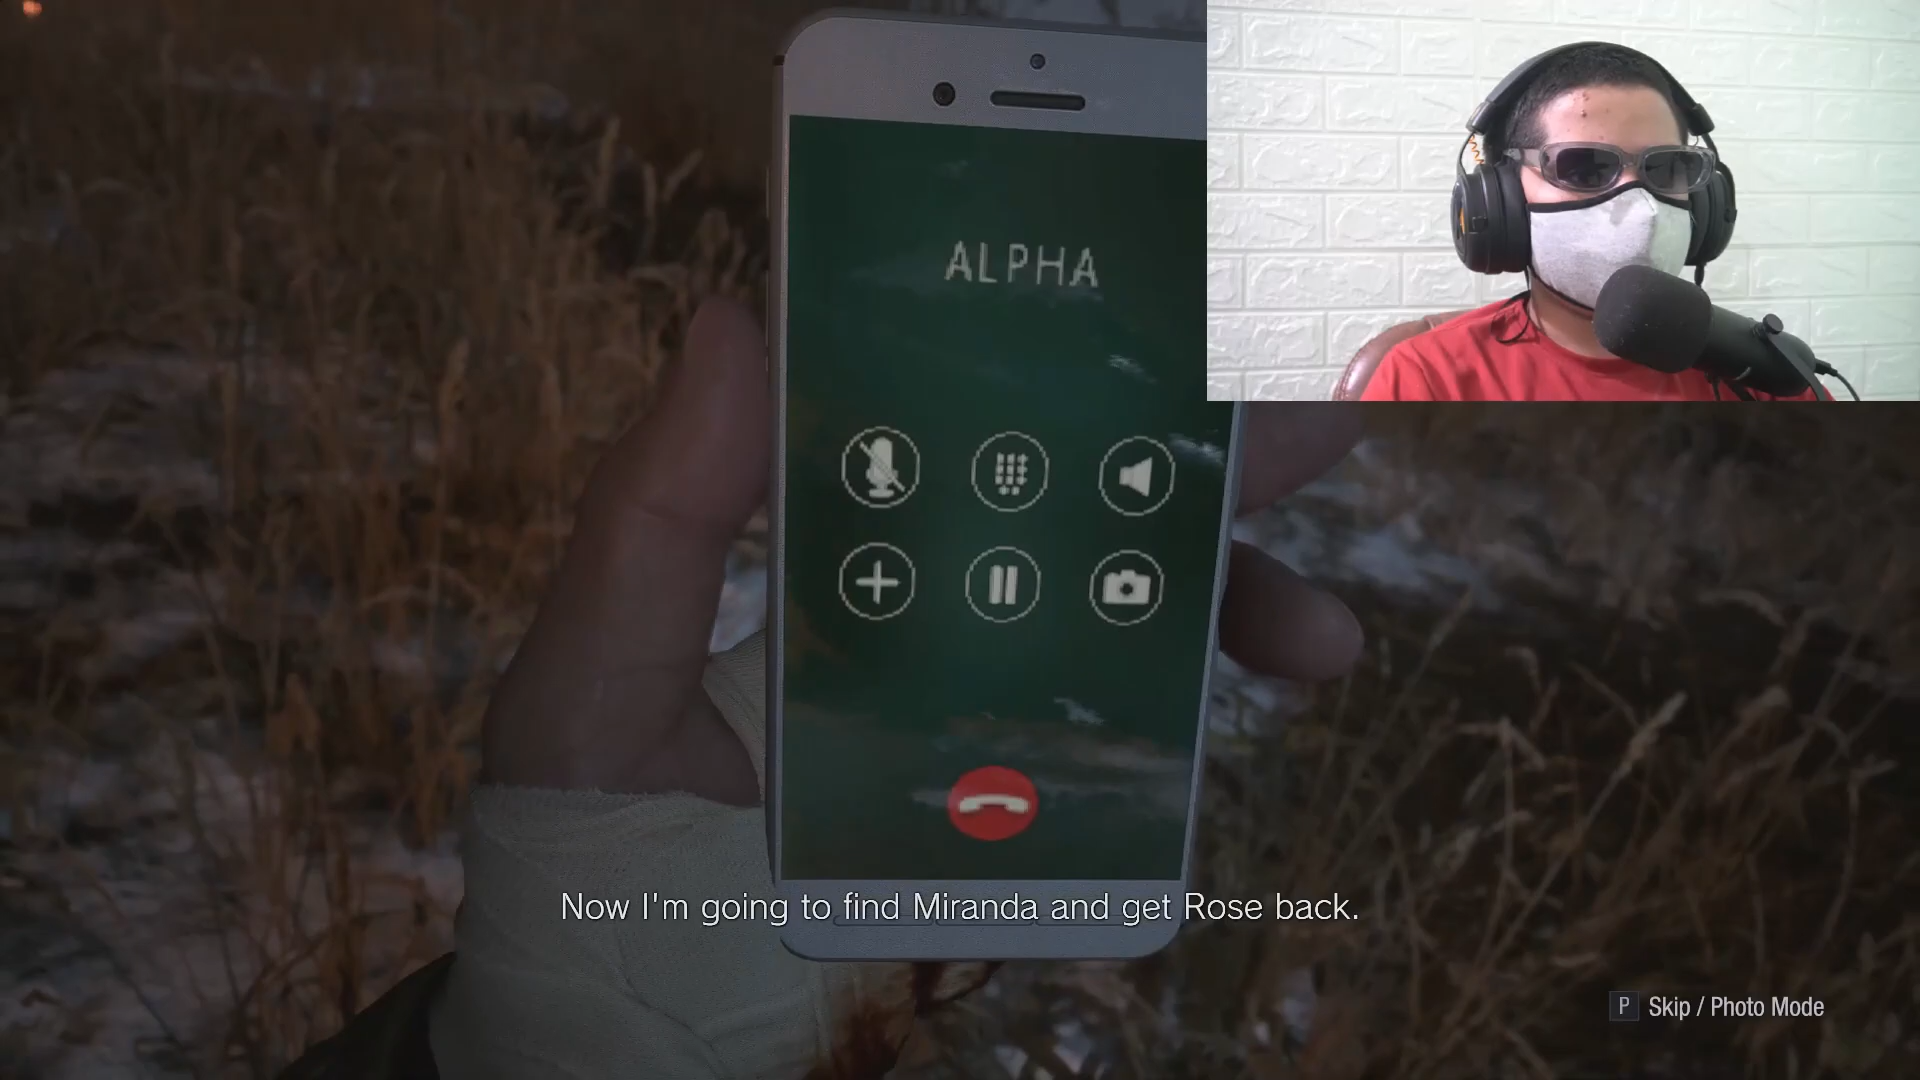 ALPHA
Now I'm going to find Miranda and get Rose back.
P Skip / Photo Mode